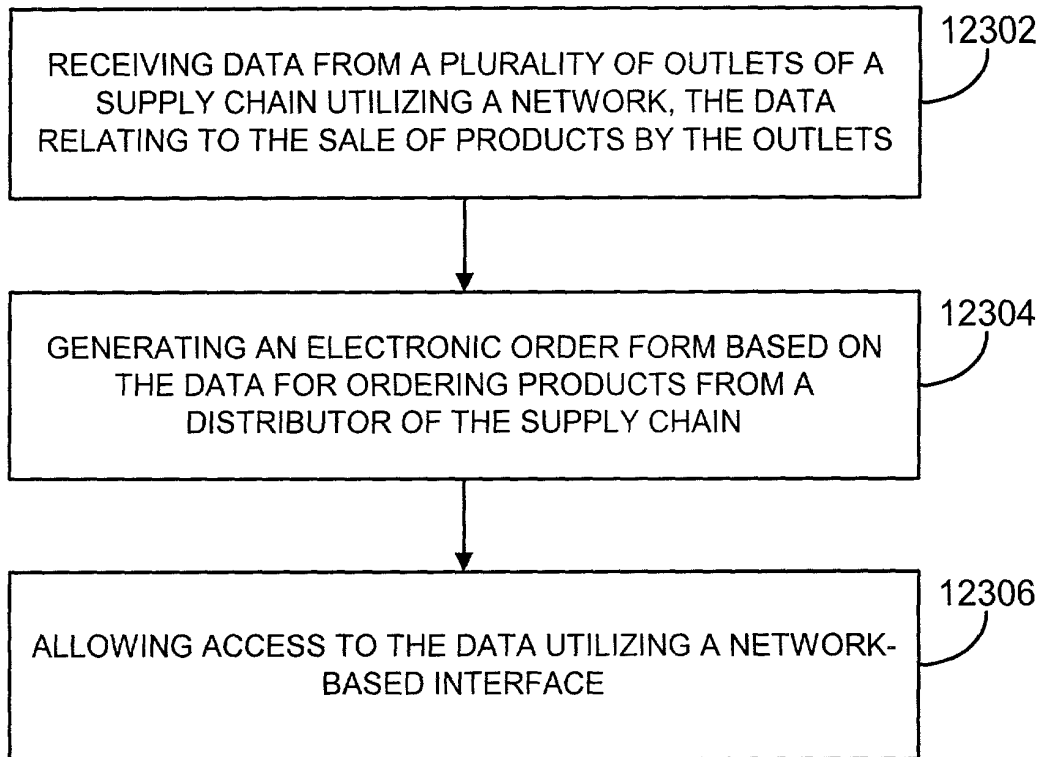 12302
RECEIVING DATA FROM A PLURALITY OF OUTLETS OF A
SUPPLY CHAIN UTILIZING A NETWORK, THE DATA
RELATING TO THE SALE OF PRODUCTS BY THE OUTLETS
12304
GENERATING AN ELECTRONIC ORDER FORM BASED ON
THE DATA FOR ORDERING PRODUCTS FROM A
DISTRIBUTOR OF THE SUPPLY CHAIN
12306
ALLOWING ACCESS TO THE DATA UTILIZING A NETWORK-
BASED INTERFACE